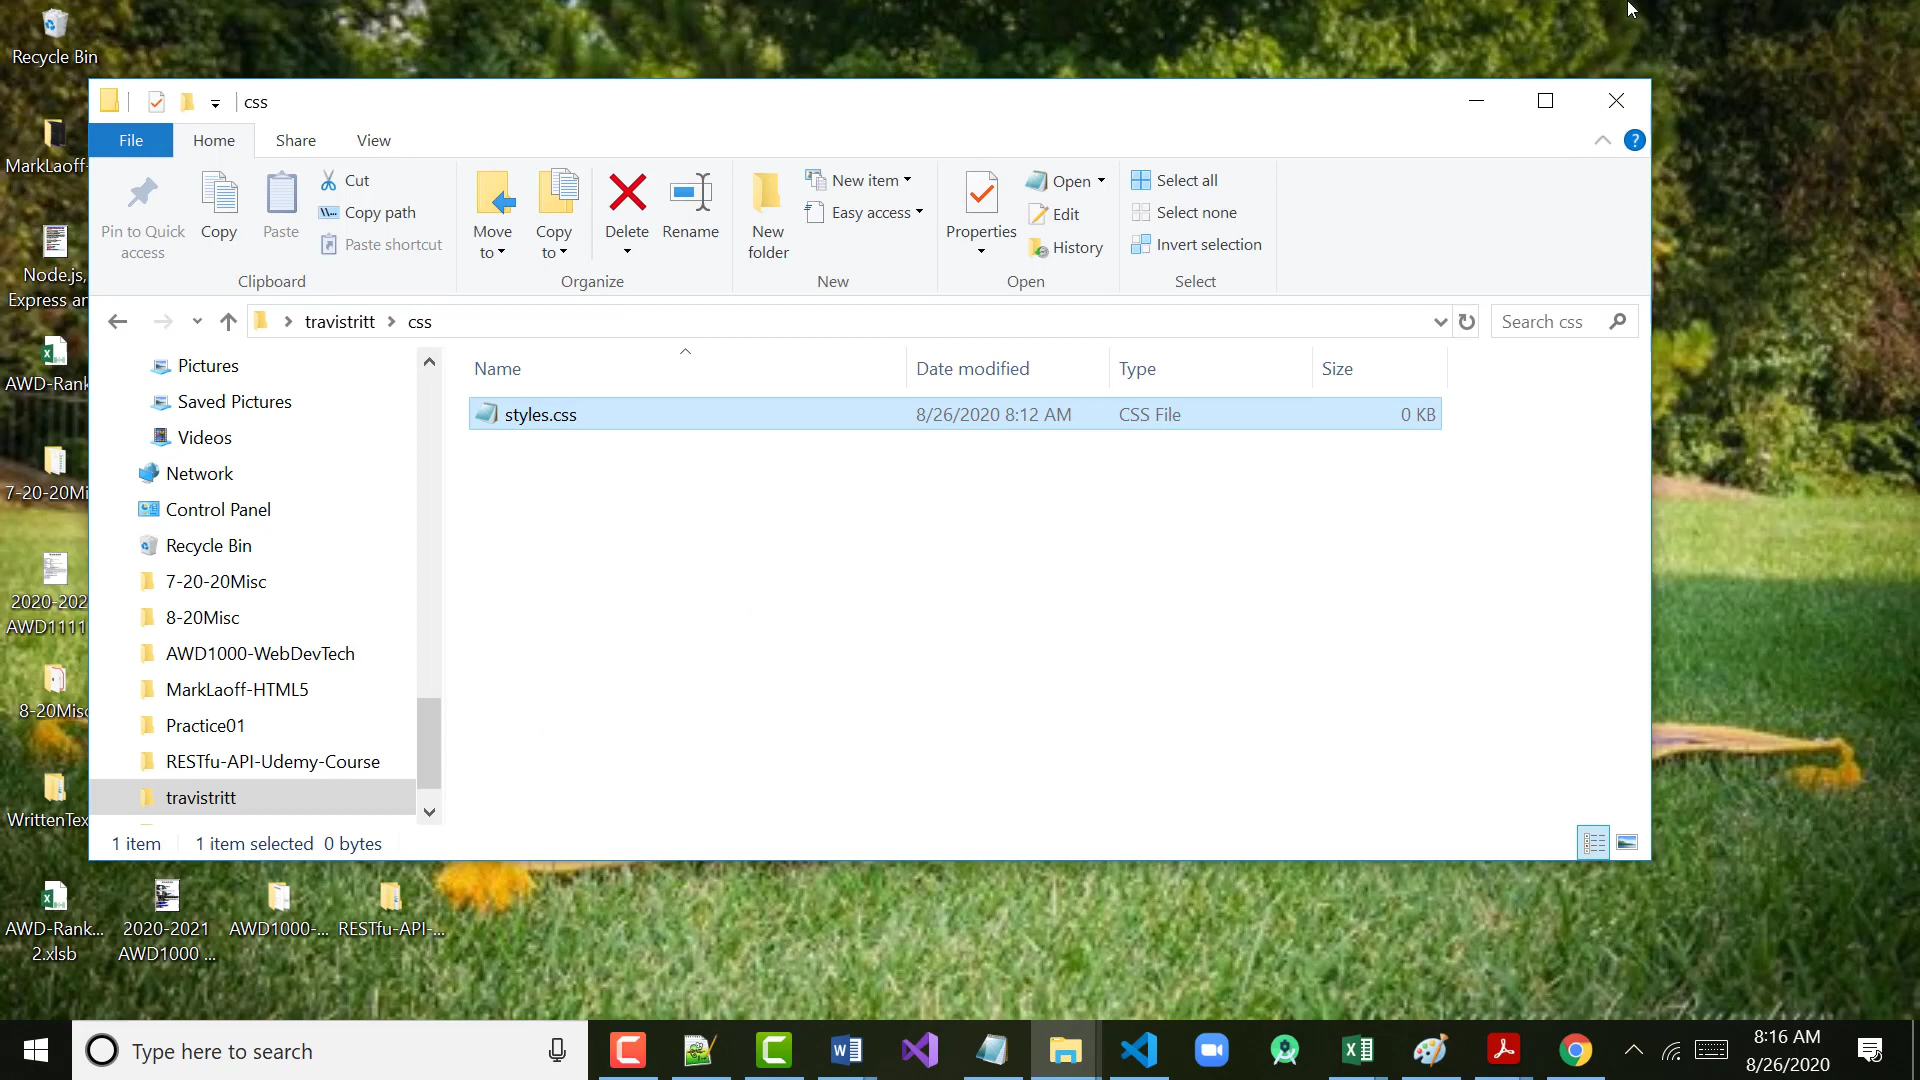 Recycle Bin
MarkLaoff-
Node.js,
Express an
AWD-Rank
7-20-20Mi
2020-202
AWD1111
8-20Misc
WrittenTex
AWD-Rank...
2.xlsb
2020-2021
AWD1000 ...
AWD1000-...
RESTfu-API-...
css
File
Home
Share
View
Pin to Quick
access
Copy
Paste
Cut
Copy path
Paste shortcut
Clipboard
Move
to
Copy
to
Delete
Rename
Organize
New
folder
New item
Easy access
New
Properties
Open
Edit
History
Open
Select all
Select none
Invert selection
Select
travistritt > css
Search css
Pictures
Saved Pictures
Videos
Network
Control Panel
Recycle Bin
7-20-20Misc
8-20Misc
AWD1000-WebDevTech
MarkLaoff-HTML5
Practice01
RESTfu-API-Udemy-Course
travistritt
Name Date modified Type Size
styles.css 8/26/2020 8:12 AM CSS File 0 KB
1 item 1 item selected 0 bytes
Type here to search
8:16 AM
8/26/2020